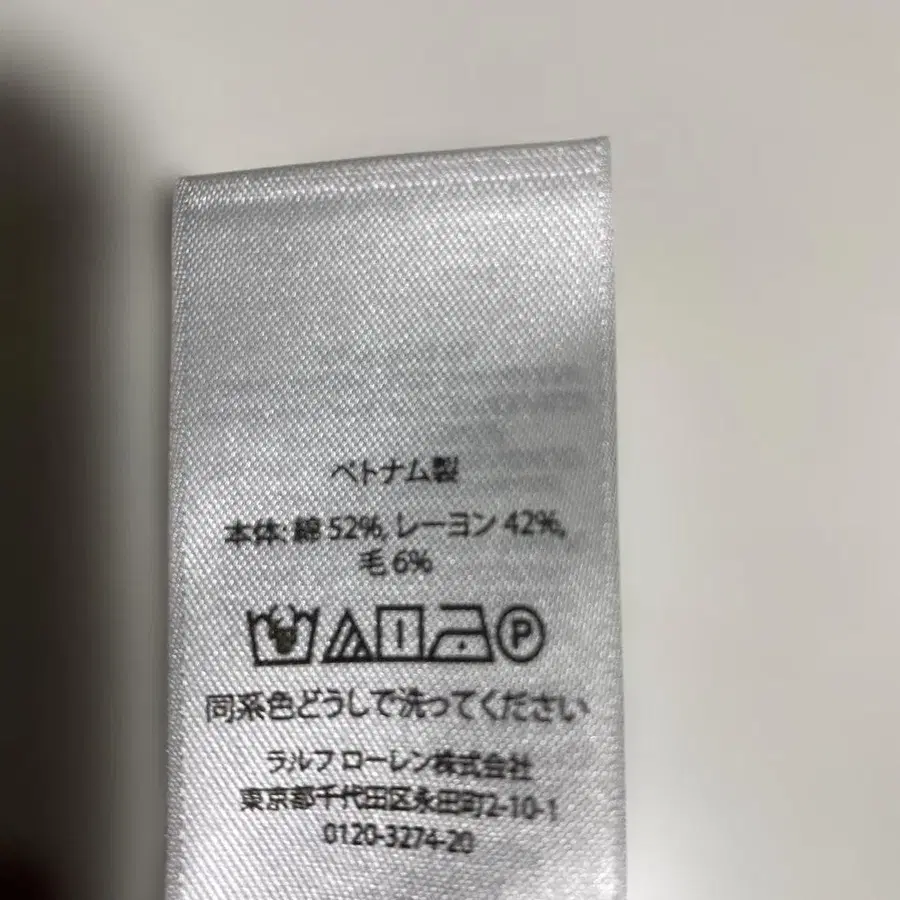 ベトナム製
本体: 綿 52%, レーヨン 42%,
毛 6%
P
同系色どうしで洗ってください
ラルフ ローレン株式会社
東京都千代田区永田町2-10-1
0120-3274-20